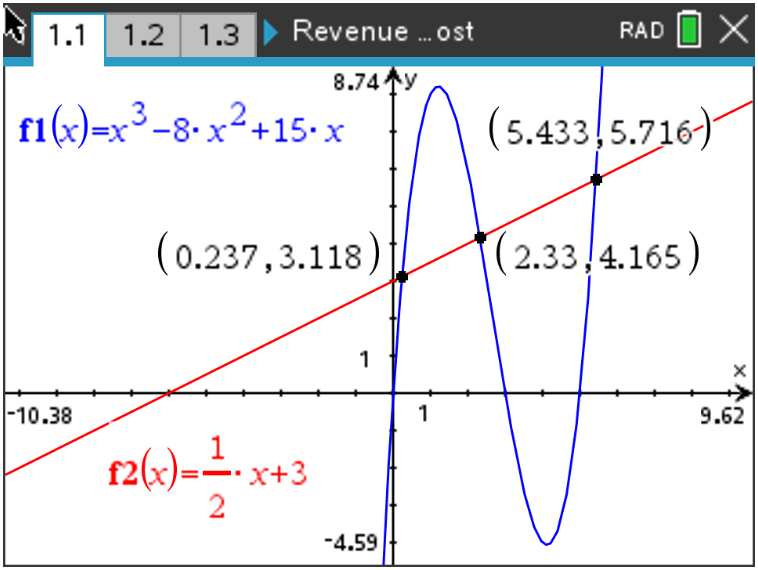 1.1 1.2 1.3 Revenue …ost RAD
8.74 y
f1(x)=x³−8·x²+15·x
(5.433,5.716)
(0.237,3.118) (2.33,4.165)
1
x
-10.38 1 9.62
f2(x)=1/2·x+3
-4.59